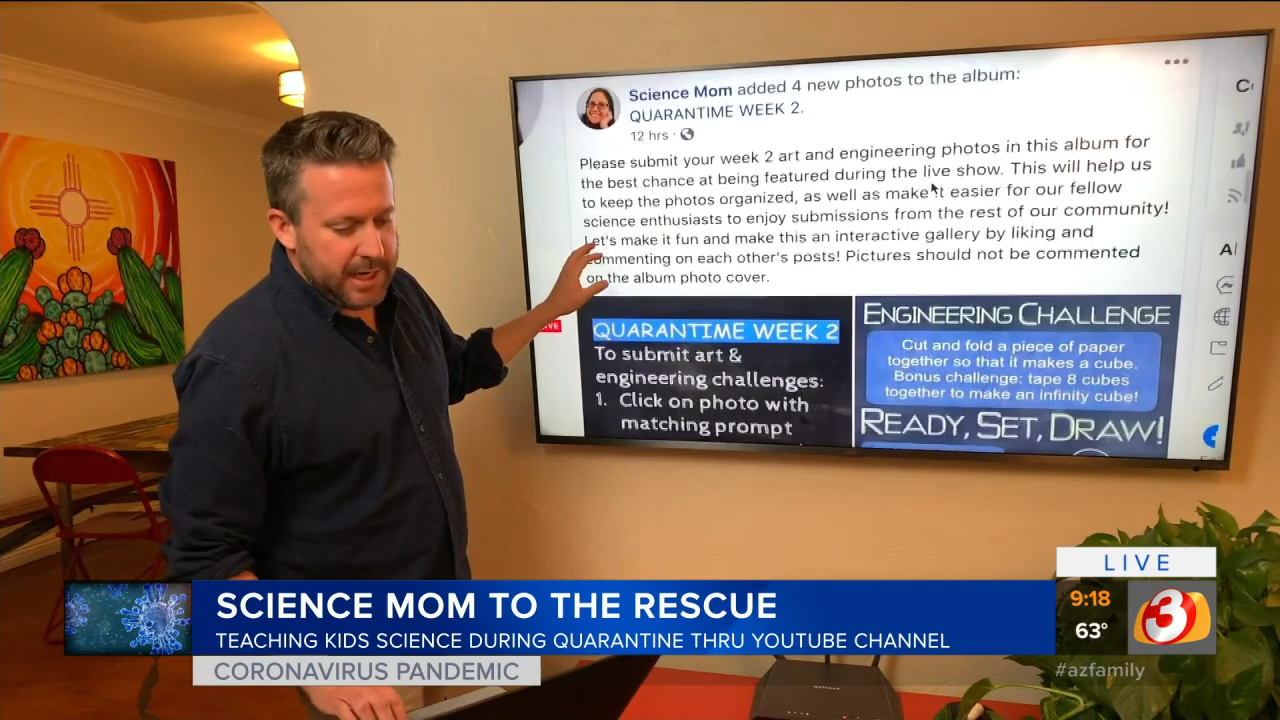 Science Mom added 4 new photos to the album:
QUARANTIME WEEK 2.
12 hrs ·
Please submit your week 2 art and engineering photos in this album for
the best chance at being featured during the live show. This will help us
to keep the photos organized, as well as make it easier for our fellow
science enthusiasts to enjoy submissions from the rest of our community!
Let's make it fun and make this an interactive gallery by liking and
commenting on each other's posts! Pictures should not be commented
on the album photo cover.
QUARANTIME WEEK 2
To submit art &
engineering challenges:
1. Click on photo with
matching prompt
ENGINEERING CHALLENGE
Cut and fold a piece of paper
together so that it makes a cube.
Bonus challenge: tape 8 cubes
together to make an infinity cube!
READY, SET, DRAW!
LIVE
SCIENCE MOM TO THE RESCUE
TEACHING KIDS SCIENCE DURING QUARANTINE THRU YOUTUBE CHANNEL
CORONAVIRUS PANDEMIC
9:18
63°
3
#azfamily
NETGEAR